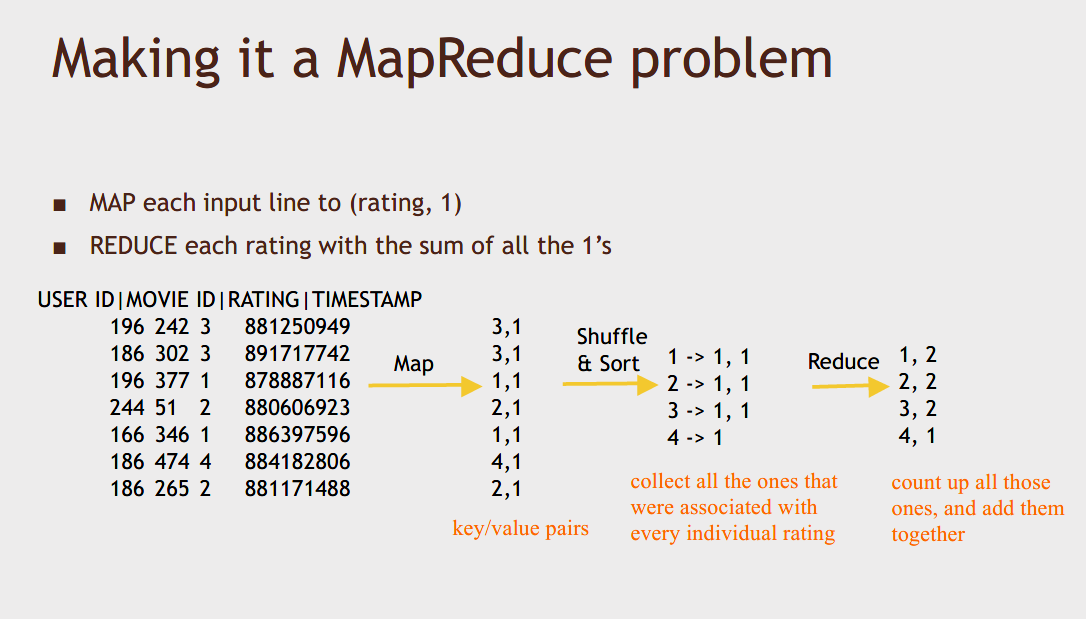 Making it a MapReduce problem
■ MAP each input line to (rating, 1)
■ REDUCE each rating with the sum of all the 1’s
USER ID|MOVIE ID|RATING|TIMESTAMP
196 242 3 881250949
186 302 3 891717742
196 377 1 878887116
244 51 2 880606923
166 346 1 886397596
186 474 4 884182806
186 265 2 881171488
Map
3,1
3,1
1,1
2,1
1,1
4,1
2,1
key/value pairs
Shuffle
& Sort
1 -> 1, 1
2 -> 1, 1
3 -> 1, 1
4 -> 1
collect all the ones that
were associated with
every individual rating
Reduce
1, 2
2, 2
3, 2
4, 1
count up all those
ones, and add them
together